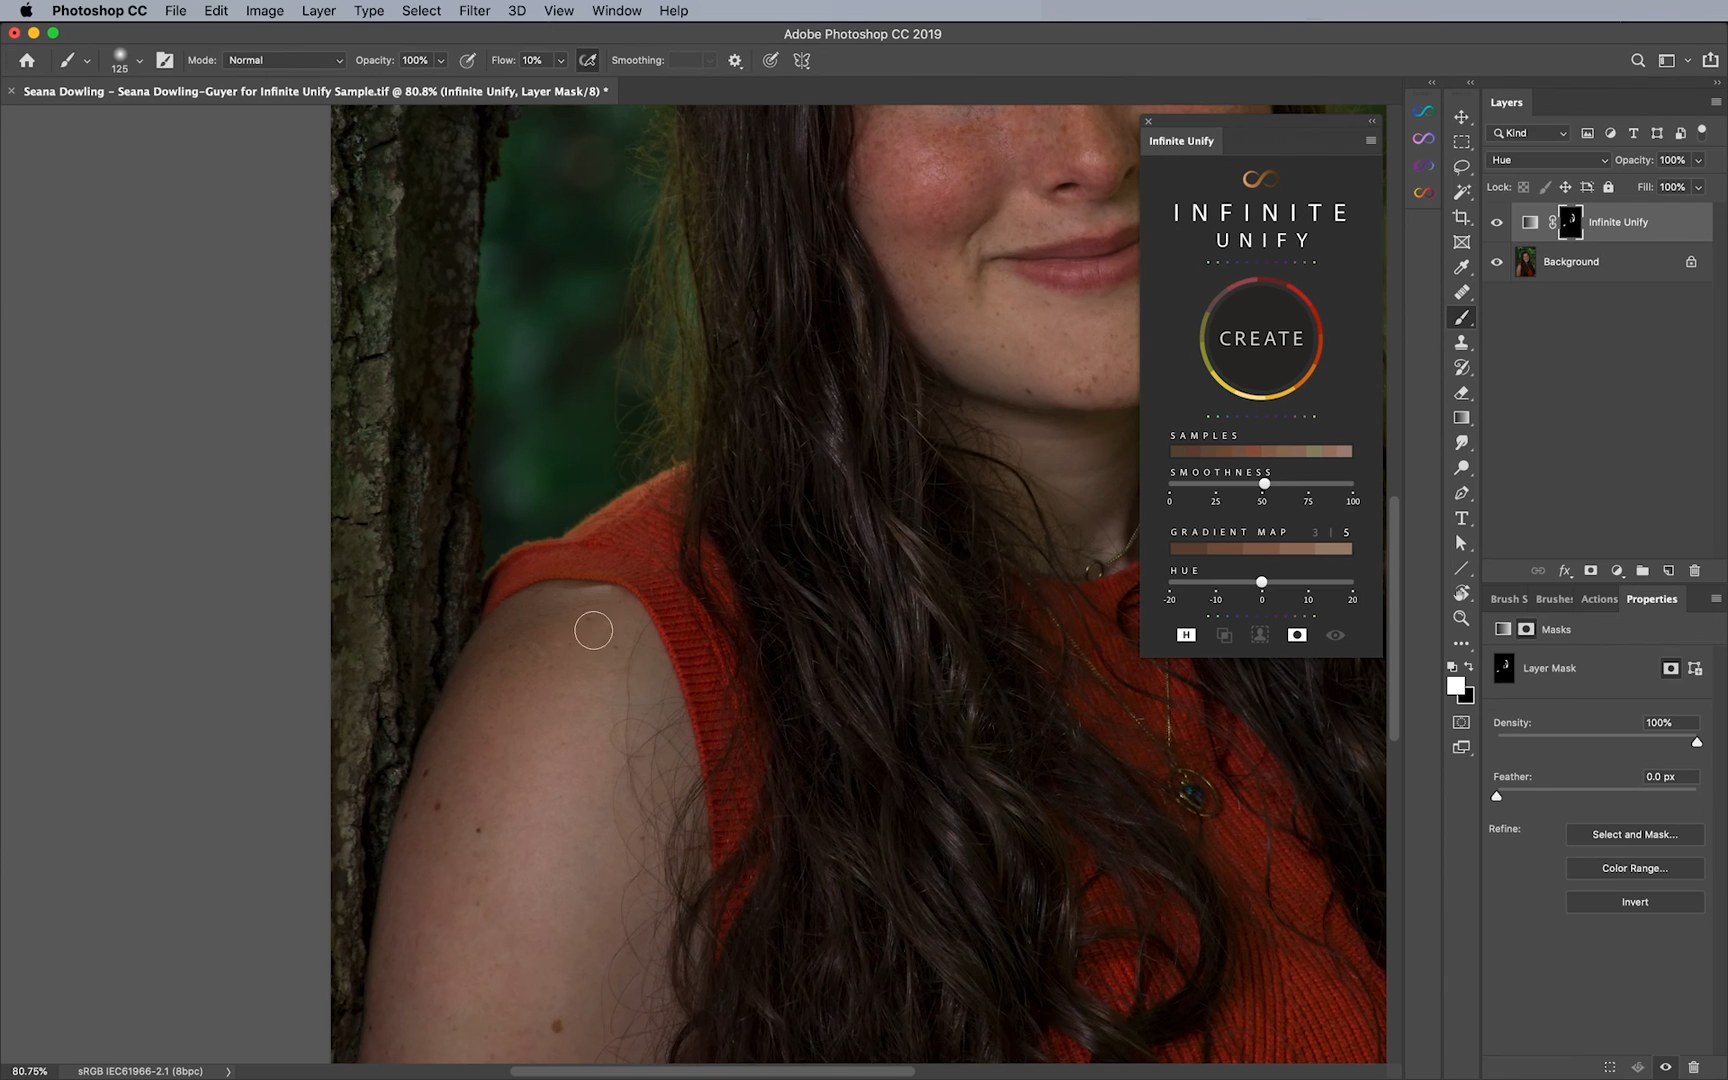 Photoshop CC File Edit Image Layer Type Select Filter 3D View Window Help
Adobe Photoshop CC 2019
125 Mode: Normal Opacity: 100% Flow: 10% Smoothing:
Seana Dowling - Seana Dowling-Guyer for Infinite Unify Sample.tif @ 80.8% (Infinite Unify, Layer Mask/8) *
Infinite Unify
INFINITE
UNIFY
CREATE
SAMPLES
SMOOTHNESS
0 25 50 75 100
GRADIENT MAP 3 | 5
HUE
-20 -10 0 10 20
H
Layers
Kind
Hue Opacity: 100%
Lock: Fill: 100%
Infinite Unify
Background
fx
Brush S Brushes Actions Properties
Masks
Layer Mask
Density: 100%
Feather: 0.0 px
Refine: Select and Mask...
Color Range...
Invert
80.75% sRGB IEC61966-2.1 (8bpc)